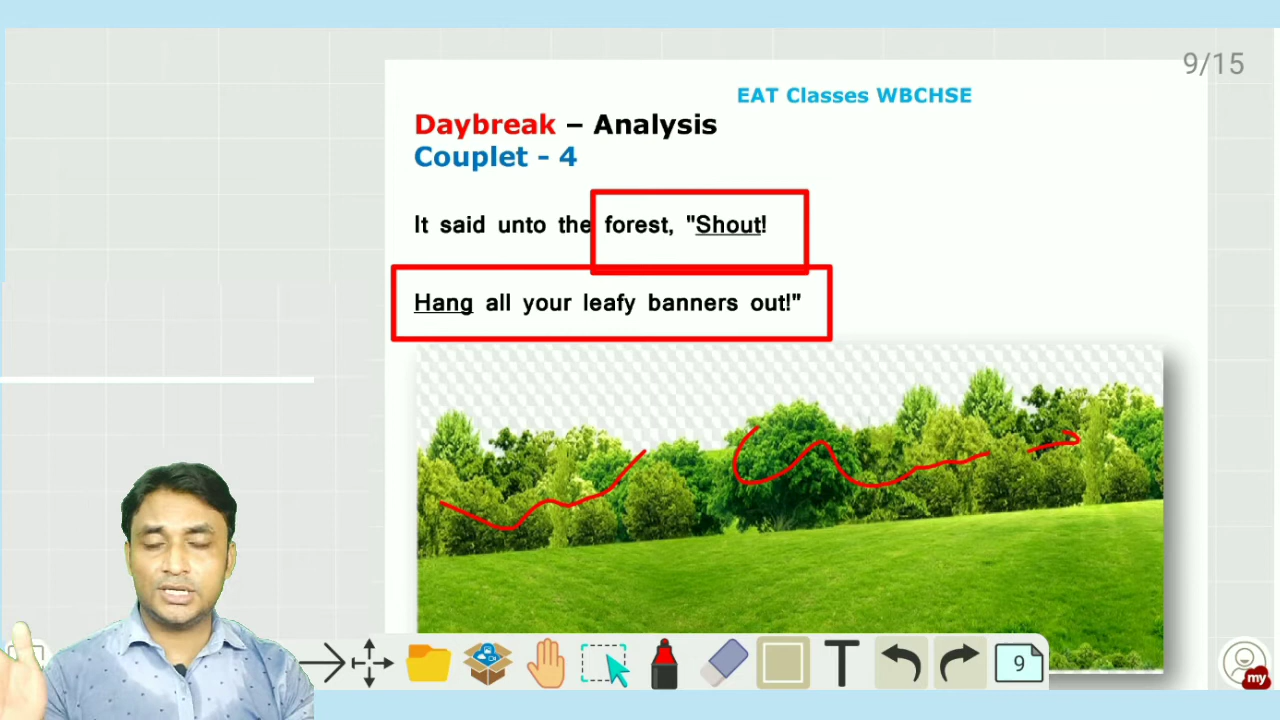 9/15
EAT Classes WBCHSE
Daybreak – Analysis
Couplet - 4
It said unto the forest, "Shout!
Hang all your leafy banners out!"
T
9
my